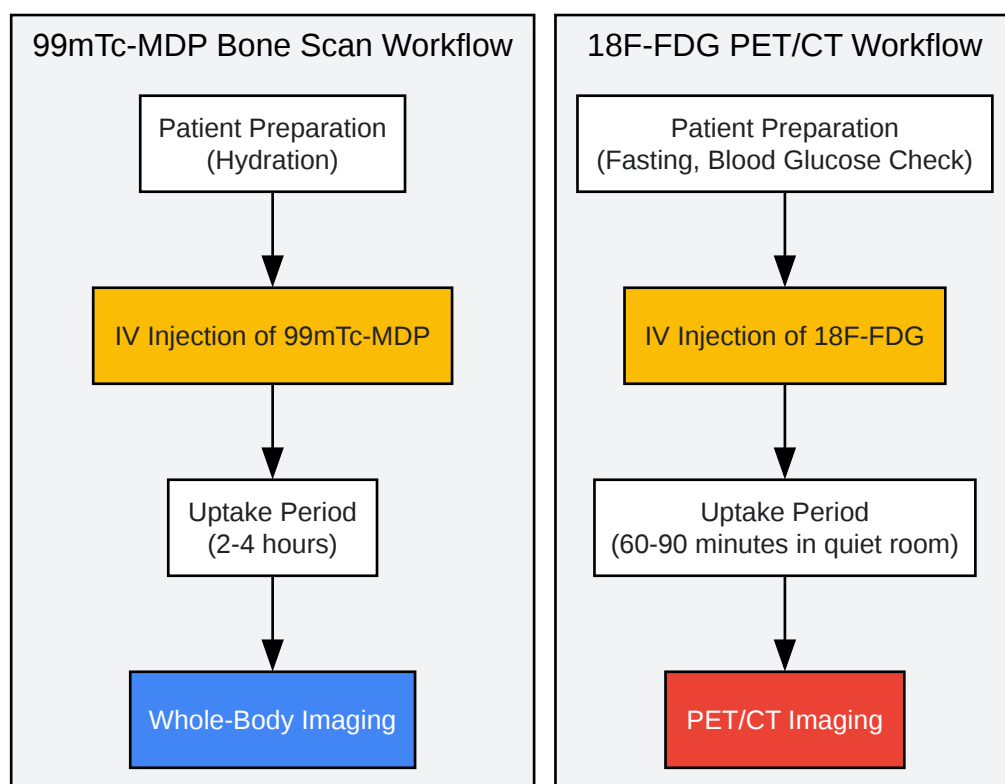 99mTc-MDP Bone Scan Workflow
Patient Preparation
(Hydration)
IV Injection of 99mTc-MDP
Uptake Period
(2-4 hours)
Whole-Body Imaging
18F-FDG PET/CT Workflow
Patient Preparation
(Fasting, Blood Glucose Check)
IV Injection of 18F-FDG
Uptake Period
(60-90 minutes in quiet room)
PET/CT Imaging